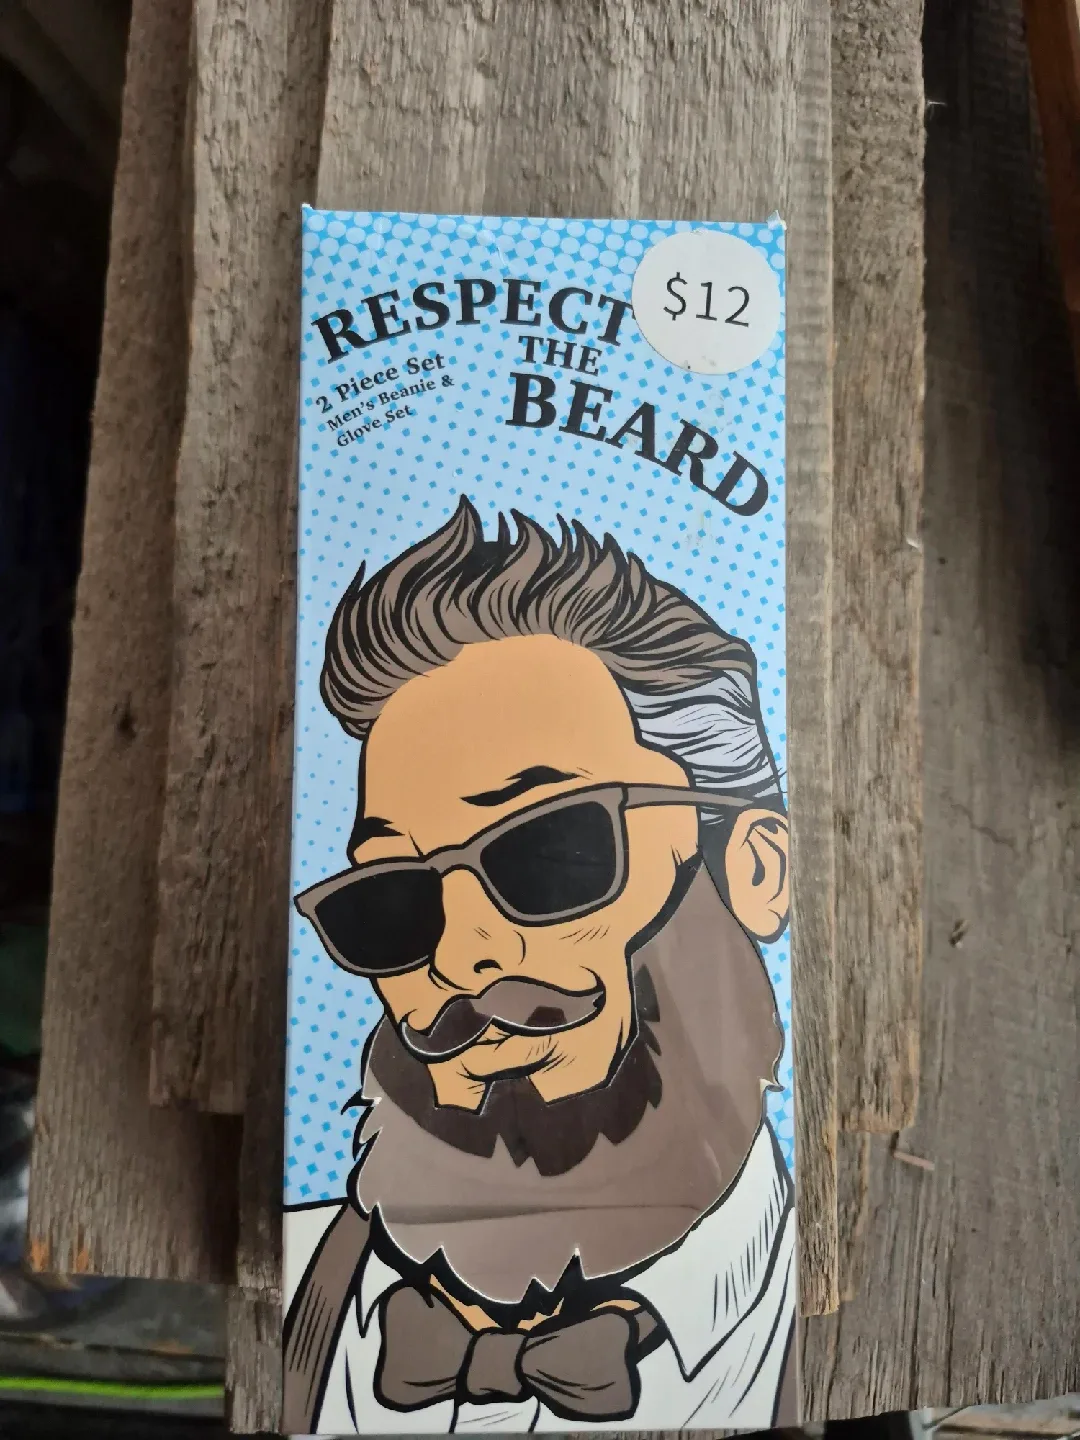 RESPECT
THE
BEARD
$12
2 Piece Set
Men's Beanie &
Glove Set